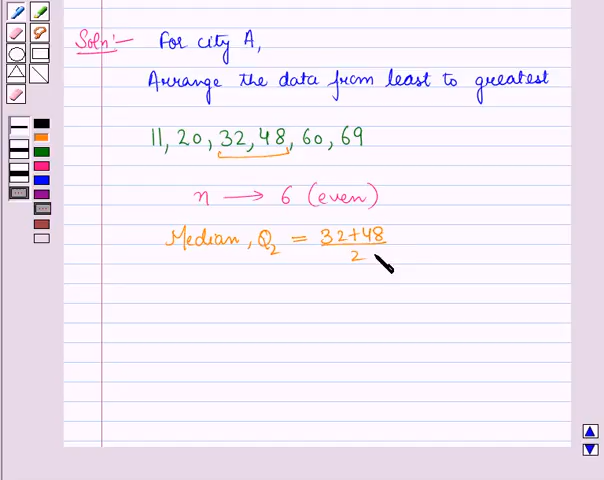 Soln:- For city A,
Arrange the data from least to greatest
11, 20, 32, 48, 60, 69
n → 6 (even)
Median, Q₂ = 32+48
2